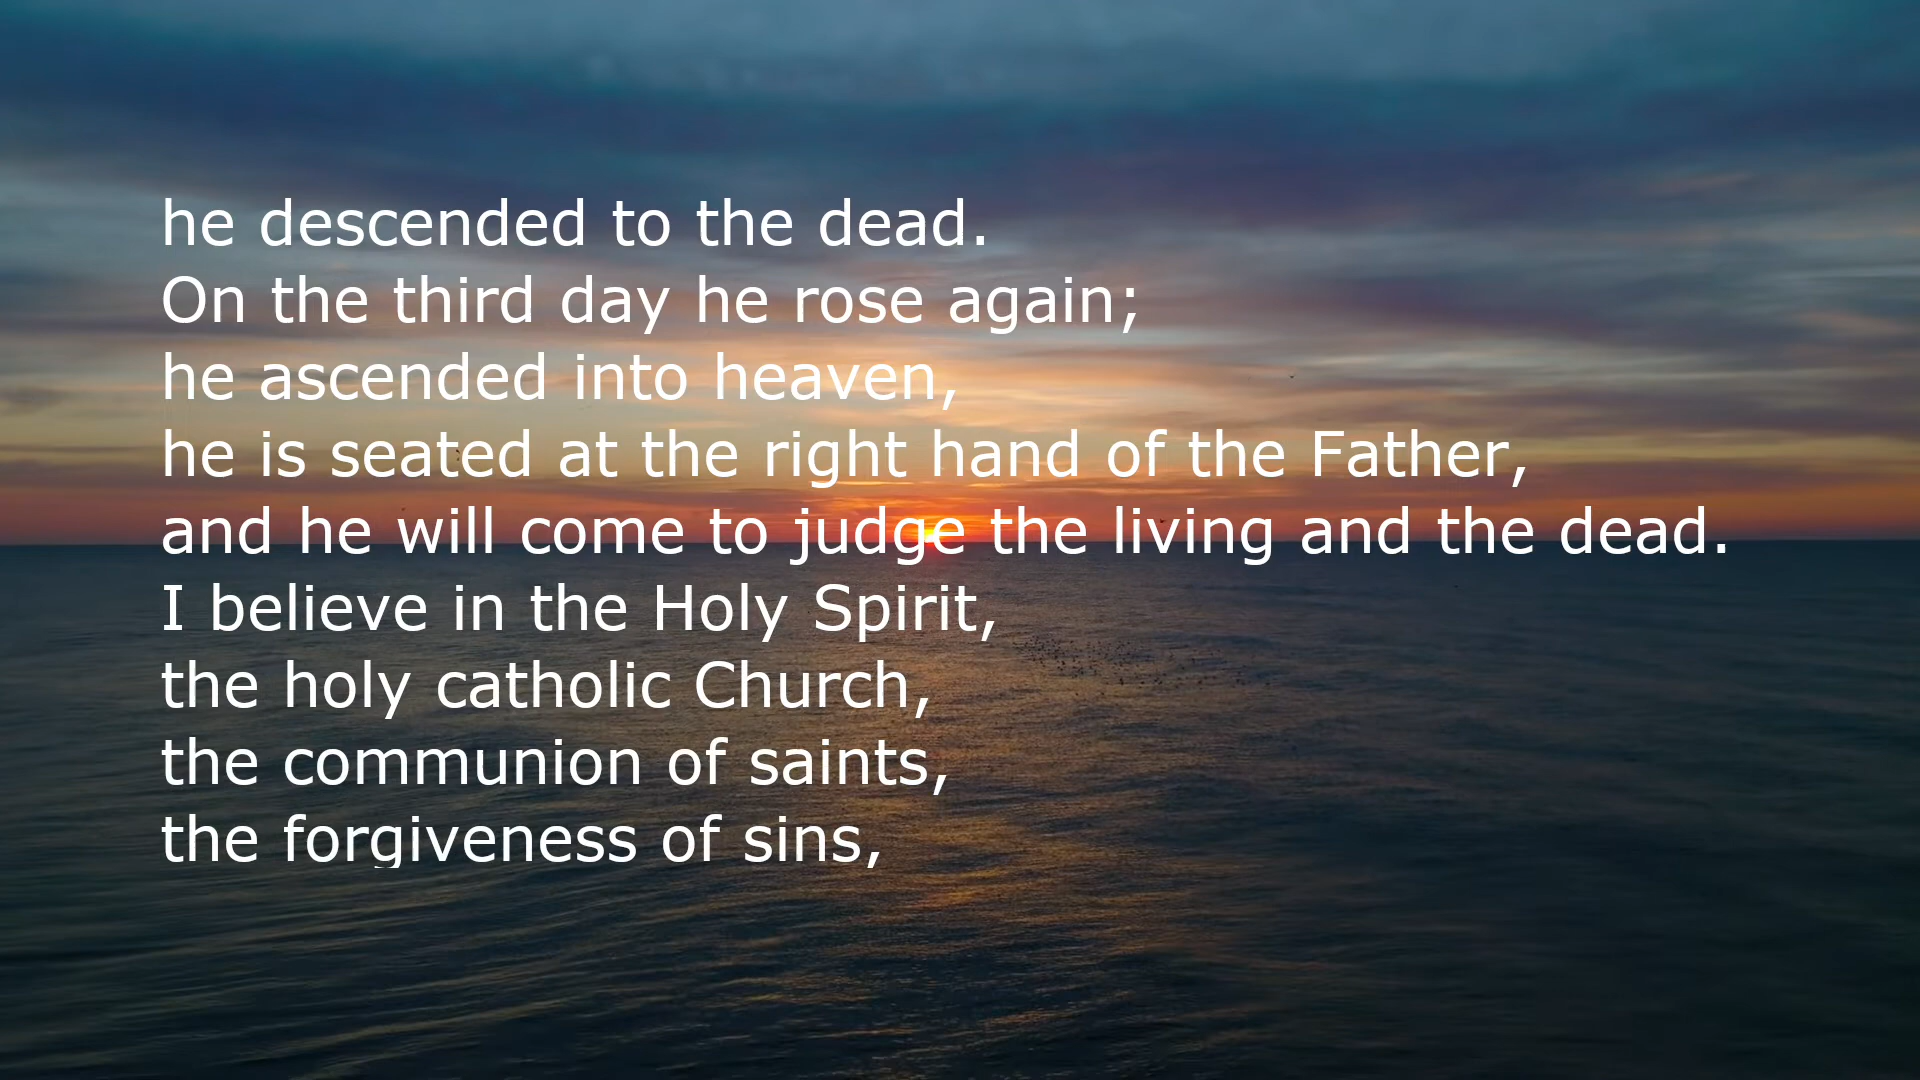 he descended to the dead.
On the third day he rose again;
he ascended into heaven,
he is seated at the right hand of the Father,
and he will come to judge the living and the dead.
I believe in the Holy Spirit,
the holy catholic Church,
the communion of saints,
the forgiveness of sins,